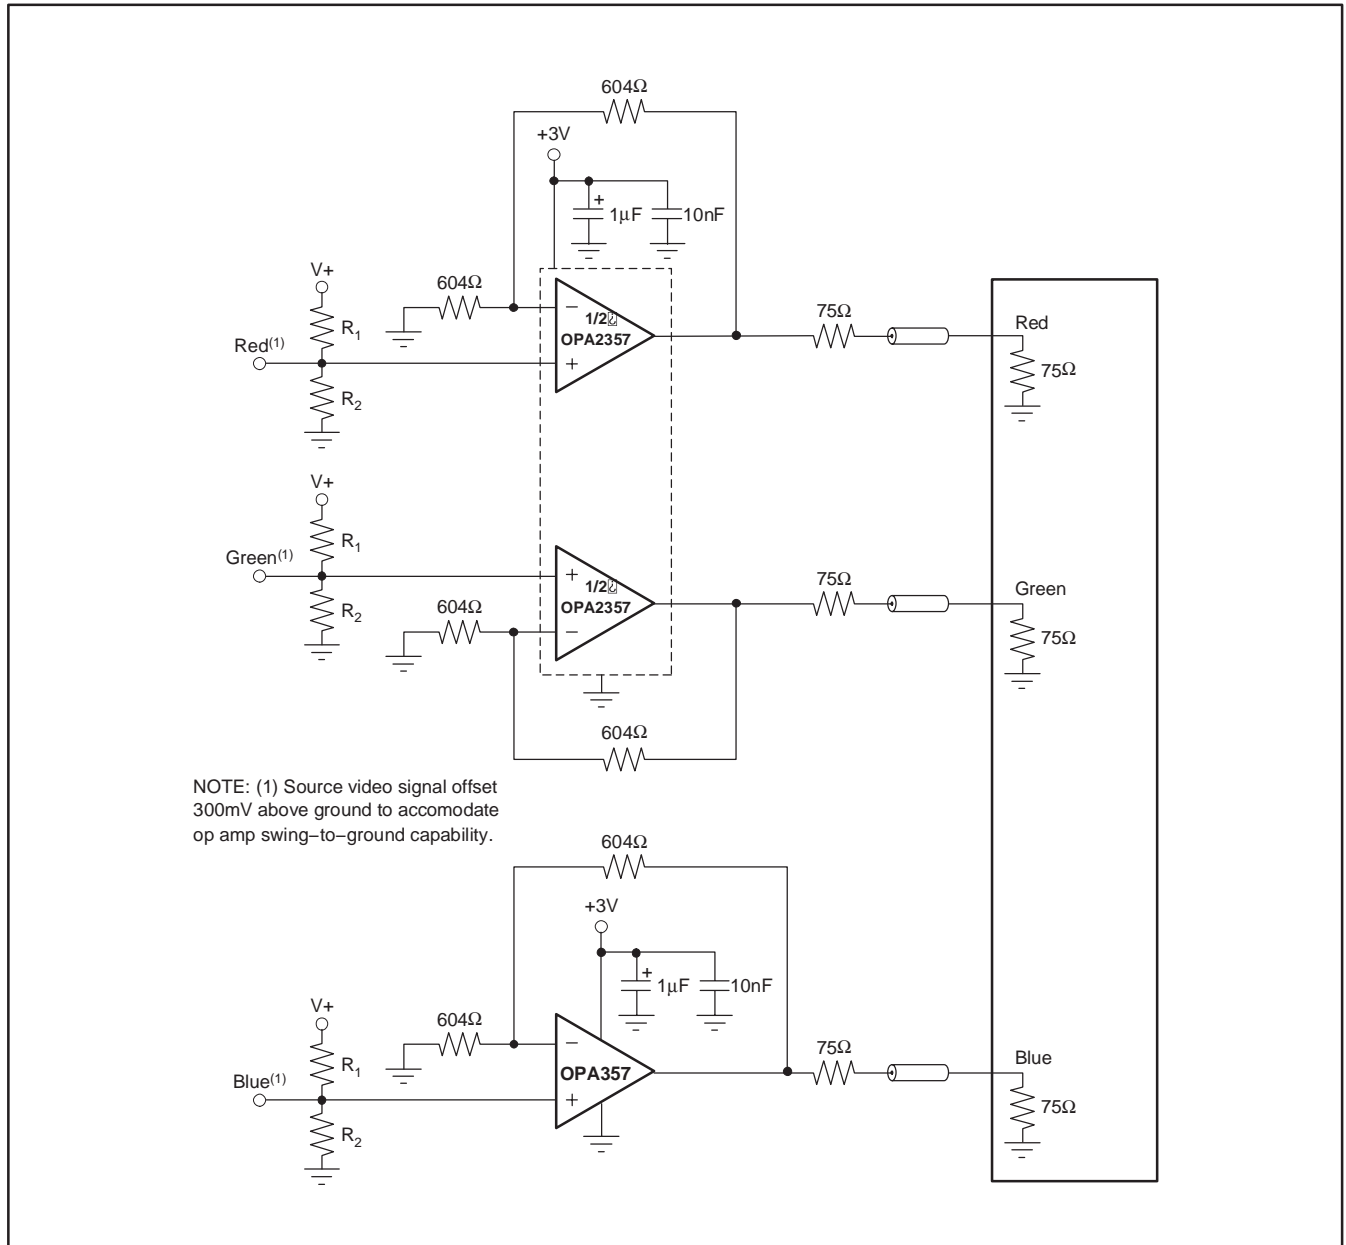 604Ω
+3V
+
1μF
10nF
V+
604Ω
R1
Red(1)
R2
−
1/2
OPA2357
+
75Ω
Red
75Ω
V+
R1
Green(1)
R2
604Ω
+
1/2
OPA2357
−
75Ω
Green
75Ω
604Ω
NOTE: (1) Source video signal offset
300mV above ground to accomodate
op amp swing−to−ground capability.
604Ω
+3V
+
1μF
10nF
V+
604Ω
R1
Blue(1)
R2
−
OPA357
+
75Ω
Blue
75Ω